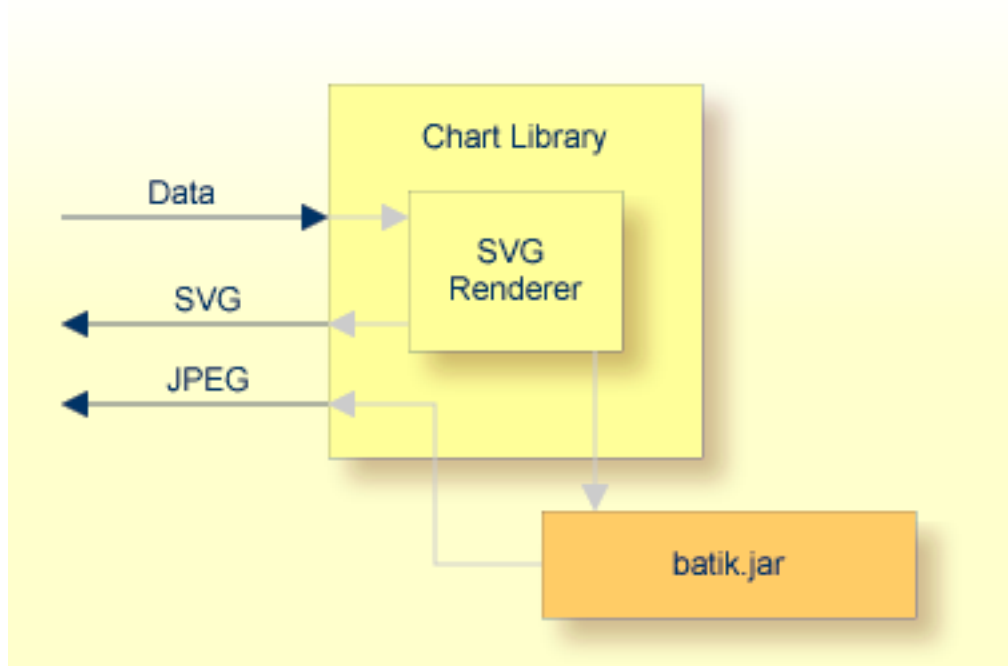 Chart Library
Data
SVG
Renderer
SVG
JPEG
batik.jar